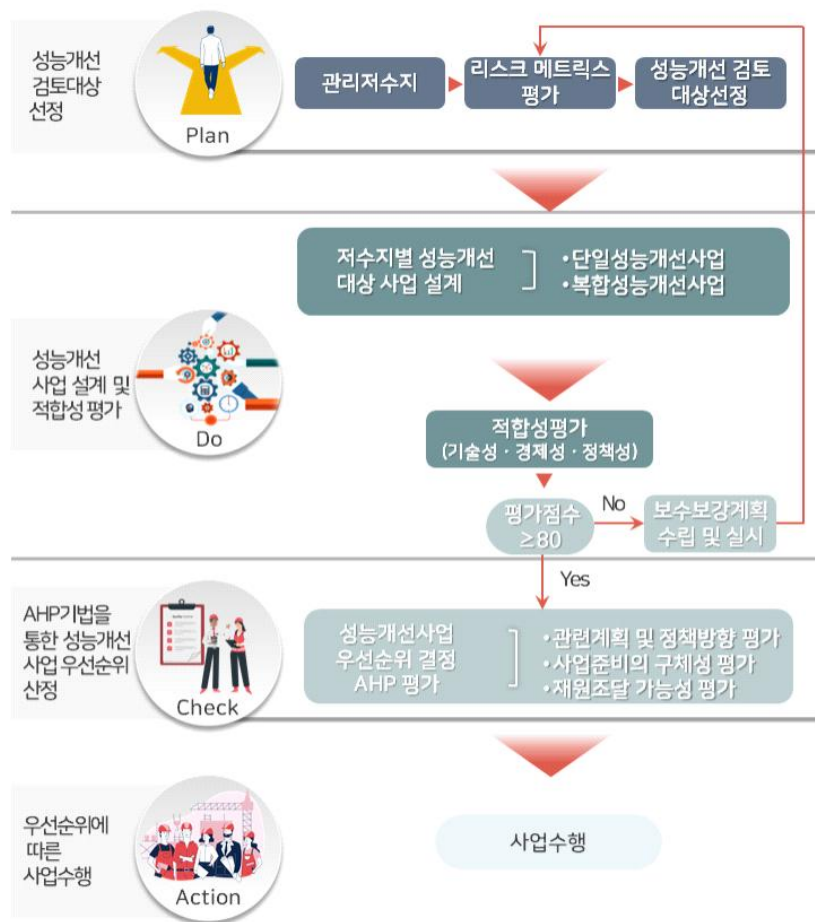 성능개선
검토대상
선정
Plan
관리저수지
리스크 메트릭스
평가
성능개선 검토
대상선정
저수지별 성능개선
대상 사업 설계
•단일성능개선사업
•복합성능개선사업
성능개선
사업 설계 및
적합성 평가
Do
적합성평가
(기술성 · 경제성 · 정책성)
평가점수
≥80
No
보수보강계획
수립 및 실시
Yes
AHP기법을
통한 성능개선
사업 우선순위
산정
Check
성능개선사업
우선순위 결정
AHP 평가
•관련계획 및 정책방향 평가
•사업준비의 구체성 평가
•재원조달 가능성 평가
우선순위에
따른
사업수행
Action
사업수행